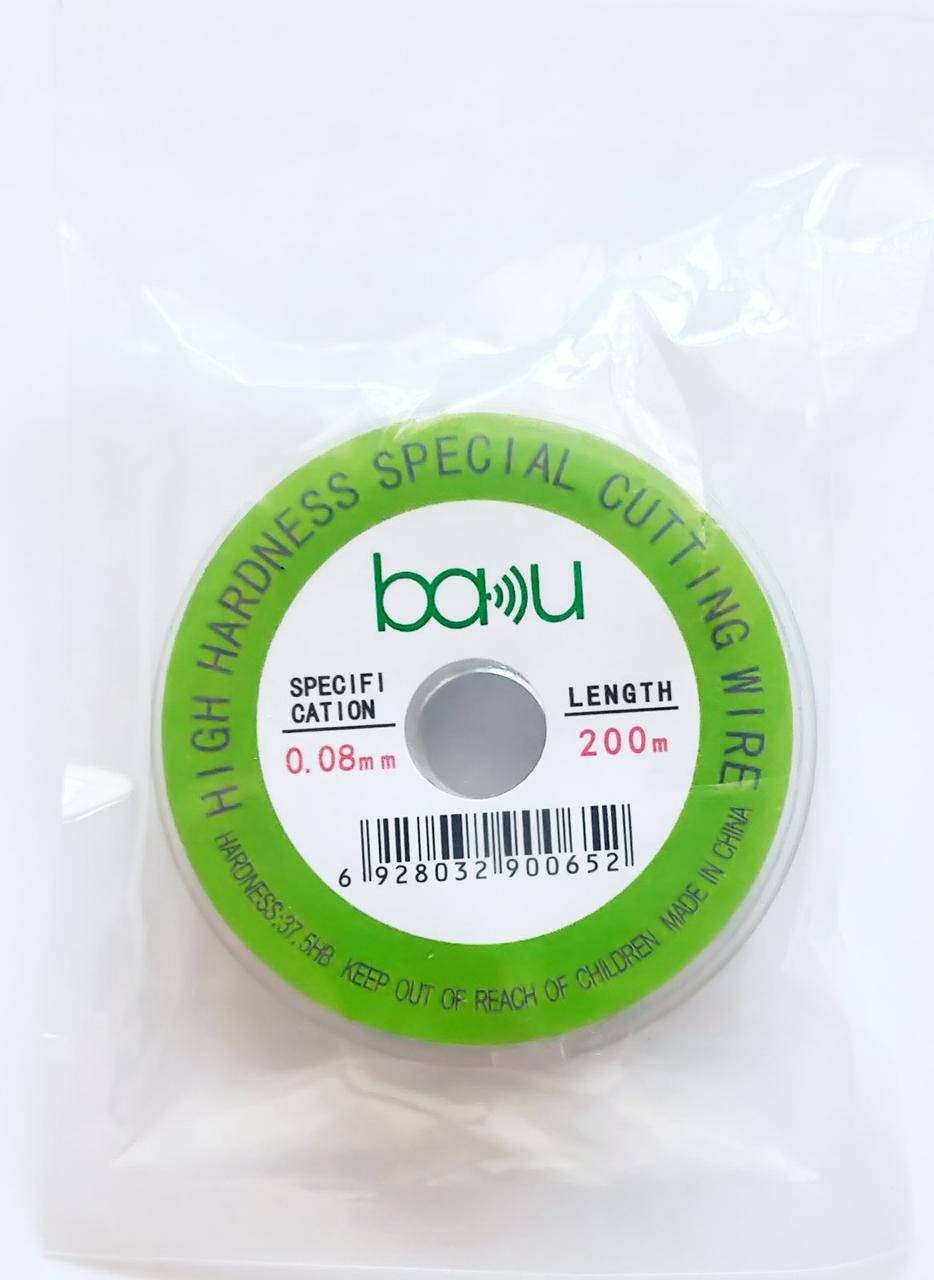 HIGH HARDNESS SPECIAL CUTTING WIRE
baku
SPECIFI
CATION
0.08mm
LENGTH
200m
6 928032 900652
HARDNESS:37.5HB KEEP OUT OF REACH OF CHILDREN MADE IN CHINA